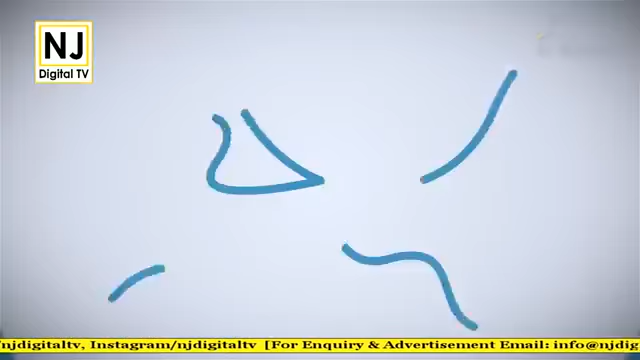 NJ
Digital TV
/njdigitaltv, Instagram/njdigitaltv [For Enquiry & Advertisement Email: info@njdig